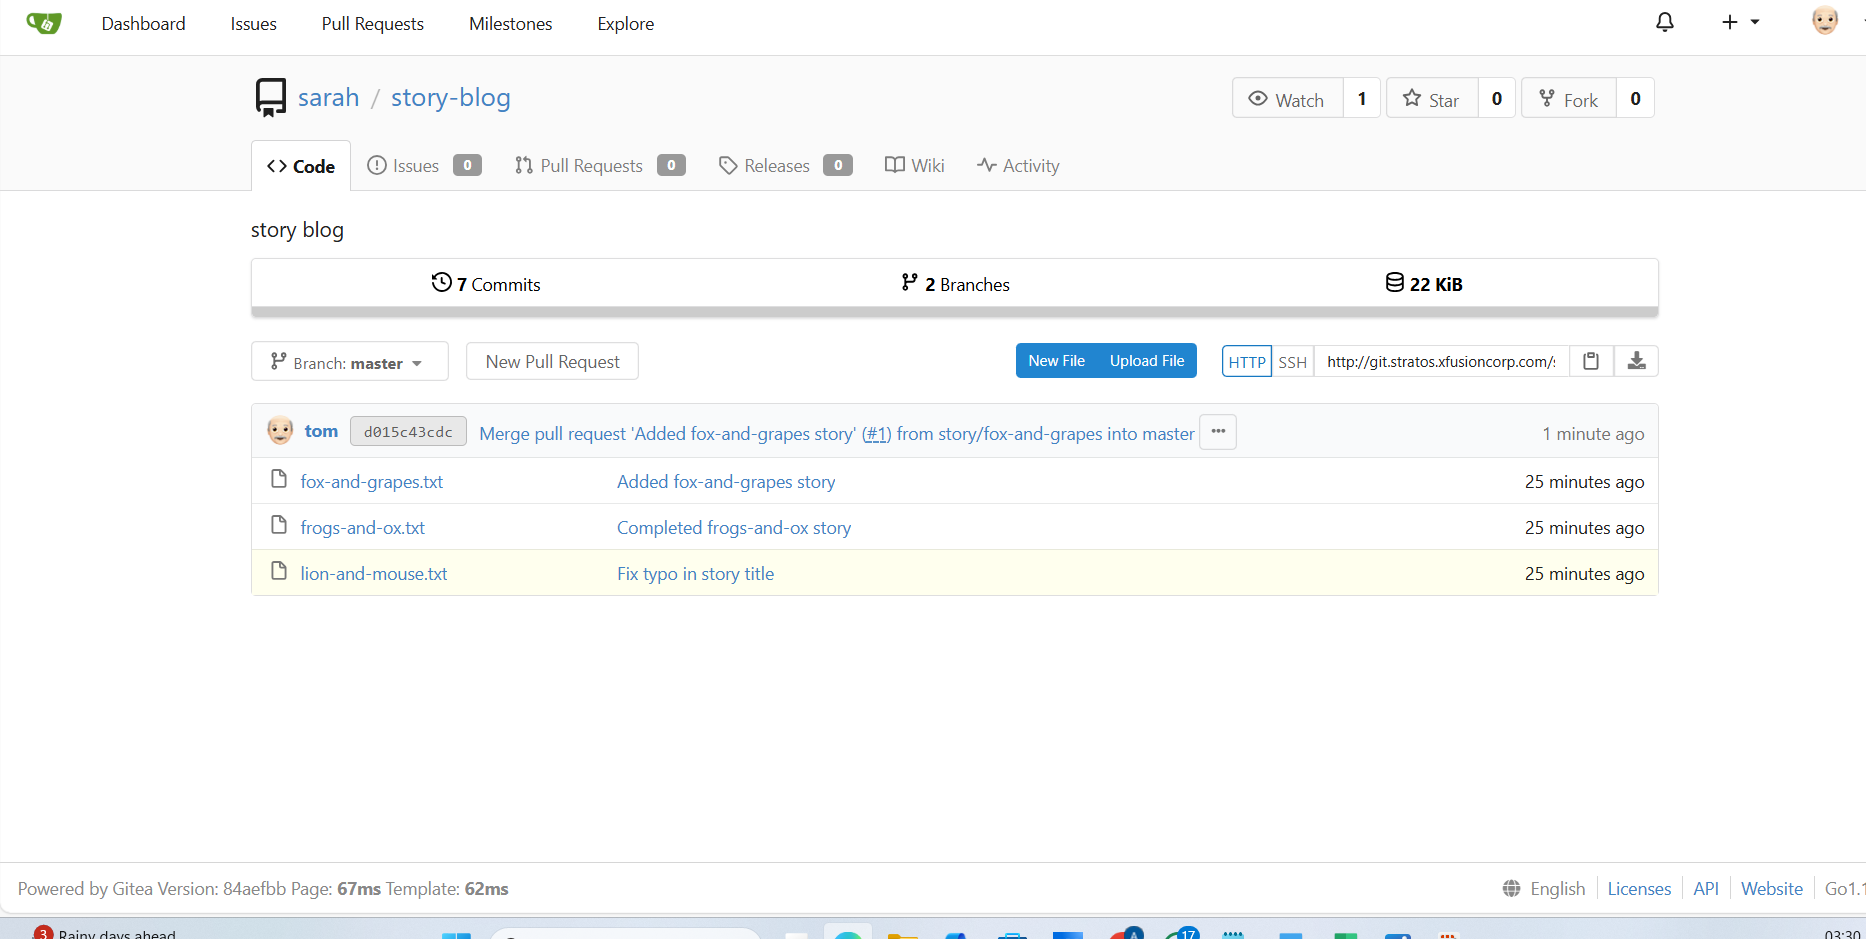 Dashboard Issues Pull Requests Milestones Explore
sarah / story-blog
Watch 1 Star 0 Fork 0
Code Issues 0 Pull Requests 0 Releases 0 Wiki Activity
story blog
7 Commits 2 Branches 22 KiB
Branch: master New Pull Request New File Upload File HTTP SSH http://git.stratos.xfusioncorp.com/
tom d015c43cdc Merge pull request 'Added fox-and-grapes story' (#1) from story/fox-and-grapes into master ... 1 minute ago
fox-and-grapes.txt Added fox-and-grapes story 25 minutes ago
frogs-and-ox.txt Completed frogs-and-ox story 25 minutes ago
lion-and-mouse.txt Fix typo in story title 25 minutes ago
Powered by Gitea Version: 84aefbb Page: 67ms Template: 62ms English Licenses API Website Go1.1
3 Rainy days ahead 17 03:30